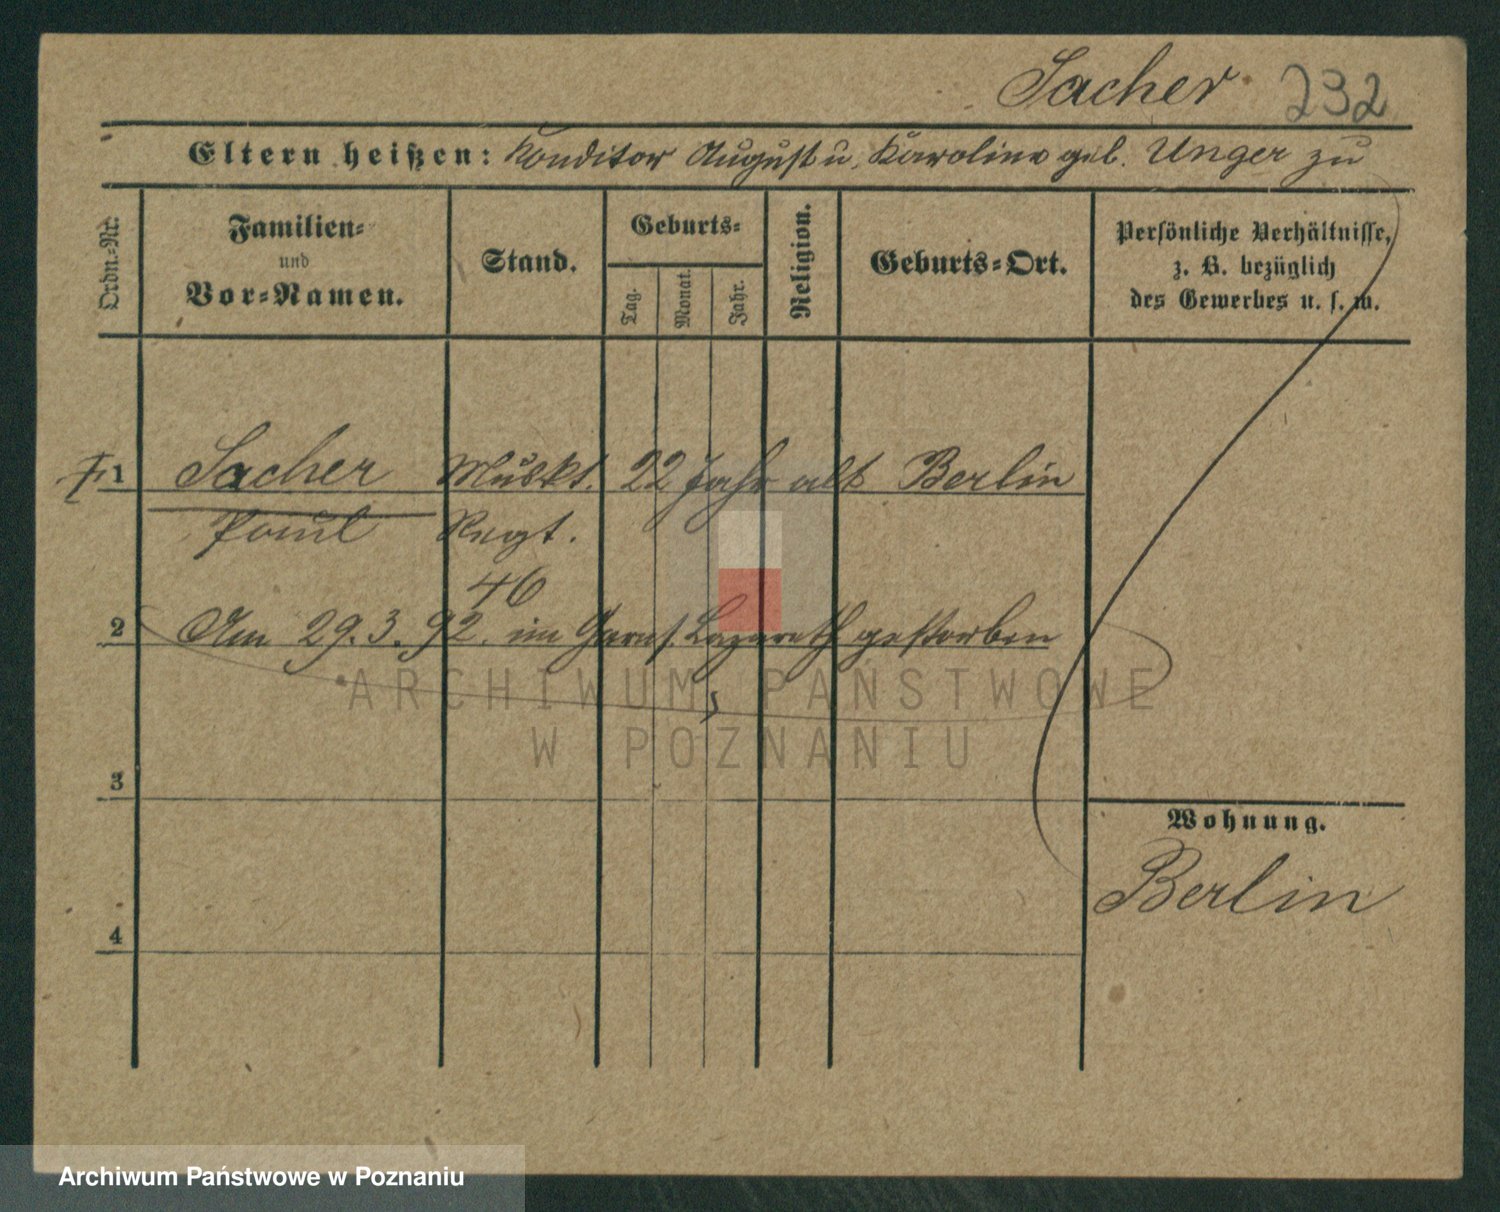 Sacher 232
Eltern heißen: Konditor August u. Karoline geb. Unger zu
Ordn.-Nr.
Familien-
und
Vor-Namen.
Stand.
Geburts-
Tag.
Monat.
Jahr.
Religion.
Geburts-Ort.
Persönliche Verhältnisse,
z. B. bezüglich
des Gewerbes u. s. w.
1 Sacher Muskt. 22 Jahr alt Berlin
Paul Regt.
46
2 Am 29.3.92. im Garnis. Lazareth gestorben
ARCHIWUM PAŃSTWOWE
W POZNANIU
3
Wohnung.
Berlin
4
Archiwum Państwowe w Poznaniu